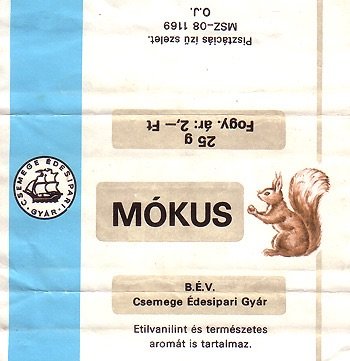 Pisztáciás ízű szelet.
MSZ-08 1169
O.J.
25 g
Fogy. ár: 2,—Ft
CSEMEGE ÉDESIPARI
GYÁR
MÓKUS
B.É.V.
Csemege Édesipari Gyár
Etilvanilint és természetes
aromát is tartalmaz.